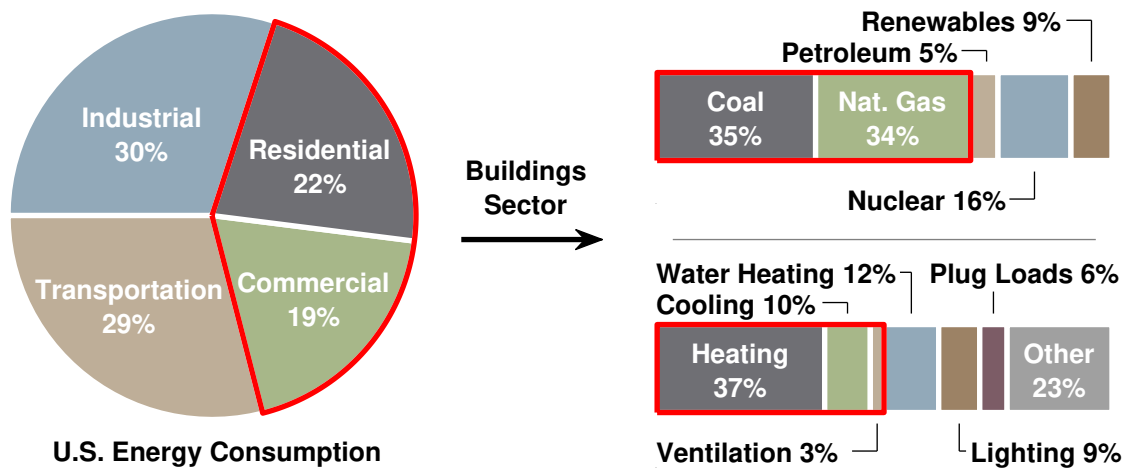 Industrial
30%
Residential
22%
Transportation
29%
Commercial
19%
U.S. Energy Consumption
Buildings
Sector
Renewables 9%
Petroleum 5%
Coal
35%
Nat. Gas
34%
Nuclear 16%
Water Heating 12%
Plug Loads 6%
Cooling 10%
Heating
37%
Other
23%
Ventilation 3%
Lighting 9%